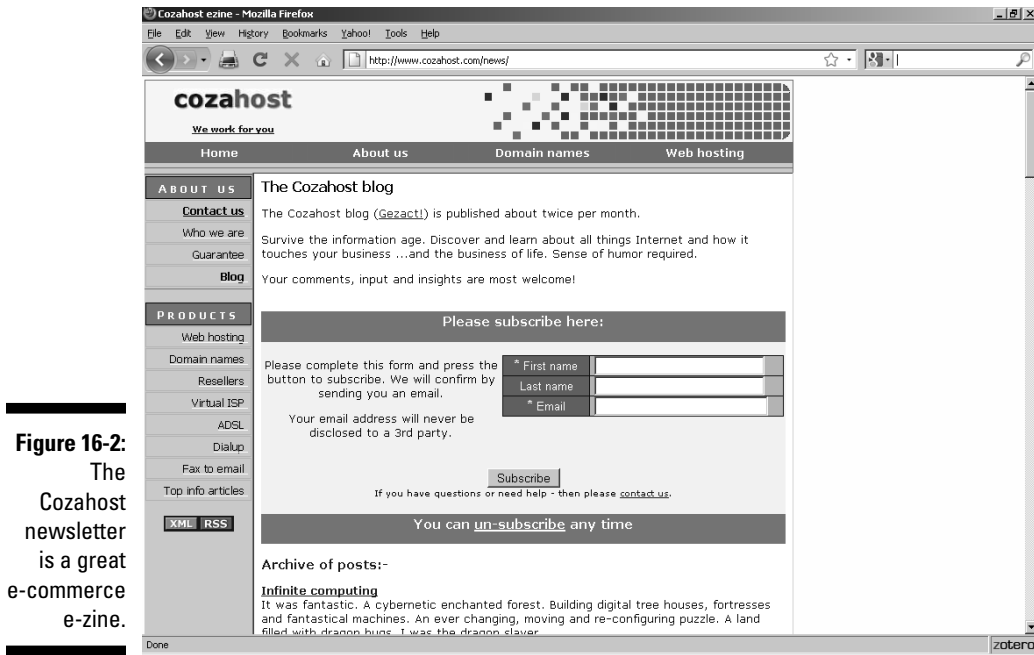 Cozahost ezine - Mozilla Firefox
File Edit View History Bookmarks Yahoo! Tools Help
http://www.cozahost.com/news/
cozahost
We work for you
Home About us Domain names Web hosting
ABOUT US
Contact us
Who we are
Guarantee
Blog
PRODUCTS
Web hosting
Domain names
Resellers
Virtual ISP
ADSL
Dialup
Fax to email
Top info articles
XML RSS
The Cozahost blog
The Cozahost blog (Gezact!) is published about twice per month.
Survive the information age. Discover and learn about all things Internet and how it
touches your business ...and the business of life. Sense of humor required.
Your comments, input and insights are most welcome!
Please subscribe here:
Please complete this form and press the
button to subscribe. We will confirm by
sending you an email.
Your email address will never be
disclosed to a 3rd party.
* First name
Last name
* Email
Subscribe
If you have questions or need help - then please contact us.
You can un-subscribe any time
Archive of posts:-
Infinite computing
It was fantastic. A cybernetic enchanted forest. Building digital tree houses, fortresses
and fantastical machines. An ever changing, moving and re-configuring puzzle. A land
filled with dragon bugs. I was the dragon slayer
Done
zotero
Figure 16-2:
The
Cozahost
newsletter
is a great
e-commerce
e-zine.